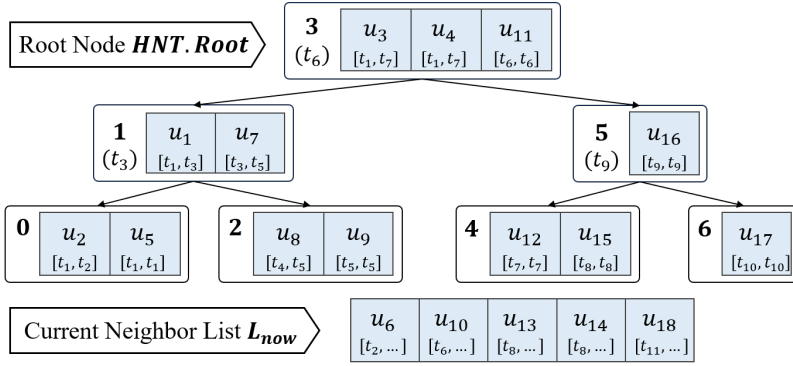 Root Node HNT.Root
3 u₃ u₄ u₁₁
(t₆) [t₁, t₇] [t₁, t₇] [t₆, t₆]
1 u₁ u₇
(t₃) [t₁, t₃] [t₃, t₅]
5 u₁₆
(t₉) [t₉, t₉]
0 u₂ u₅
[t₁, t₂] [t₁, t₁]
2 u₈ u₉
[t₄, t₅] [t₅, t₅]
4 u₁₂ u₁₅
[t₇, t₇] [t₈, t₈]
6 u₁₇
[t₁₀, t₁₀]
Current Neighbor List Lₙₒw
u₆ u₁₀ u₁₃ u₁₄ u₁₈
[t₂, ...] [t₆, ...] [t₈, ...] [t₈, ...] [t₁₁, ...]